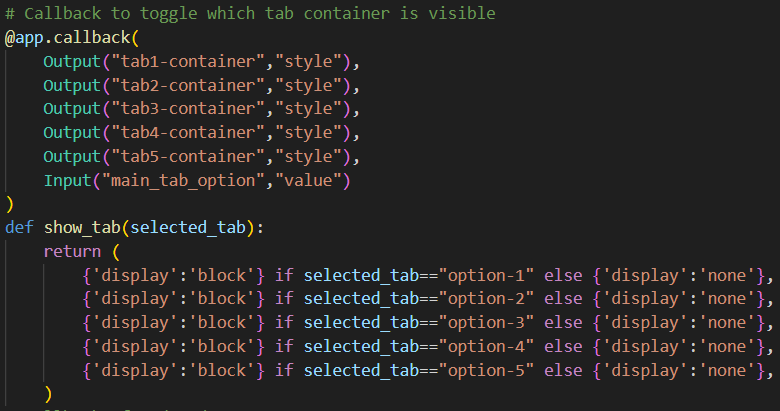 # Callback to toggle which tab container is visible
@app.callback(
    Output("tab1-container","style"),
    Output("tab2-container","style"),
    Output("tab3-container","style"),
    Output("tab4-container","style"),
    Output("tab5-container","style"),
    Input("main_tab_option","value")
)
def show_tab(selected_tab):
    return (
        {'display':'block'} if selected_tab=="option-1" else {'display':'none'},
        {'display':'block'} if selected_tab=="option-2" else {'display':'none'},
        {'display':'block'} if selected_tab=="option-3" else {'display':'none'},
        {'display':'block'} if selected_tab=="option-4" else {'display':'none'},
        {'display':'block'} if selected_tab=="option-5" else {'display':'none'},
    )